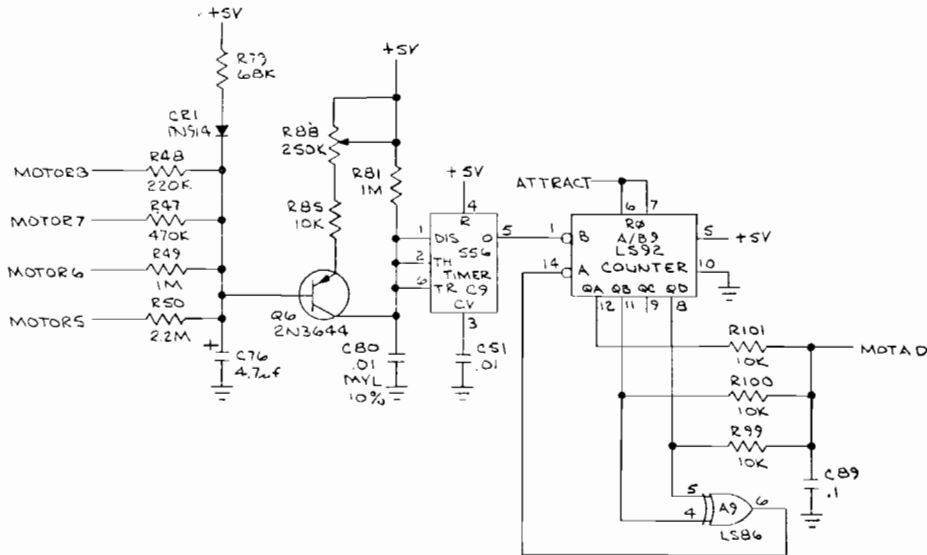 +5V
R73
68K
CR1
1N914
MOTOR3
R48
220K
MOTOR7
R47
470K
MOTOR6
R49
1M
MOTOR5
R50
2.2M
+
C76
4.7uf
+5V
R88
250K
R81
1M
R85
10K
Q6
2N3644
C80
.01
MYL
10%
+5V
4
R
1
DIS
O
5
556
2
TH
TIMER
6
TR
C9
CV
3
C51
.01
ATTRACT
6
7
RØ
1
B
A/B9
5
+5V
LS92
14
A
COUNTER
10
QA
QB
QC
QD
12
11
9
8
R101
10K
MOTAD
R100
10K
R99
10K
C89
.1
5
4
A9
6
LS86